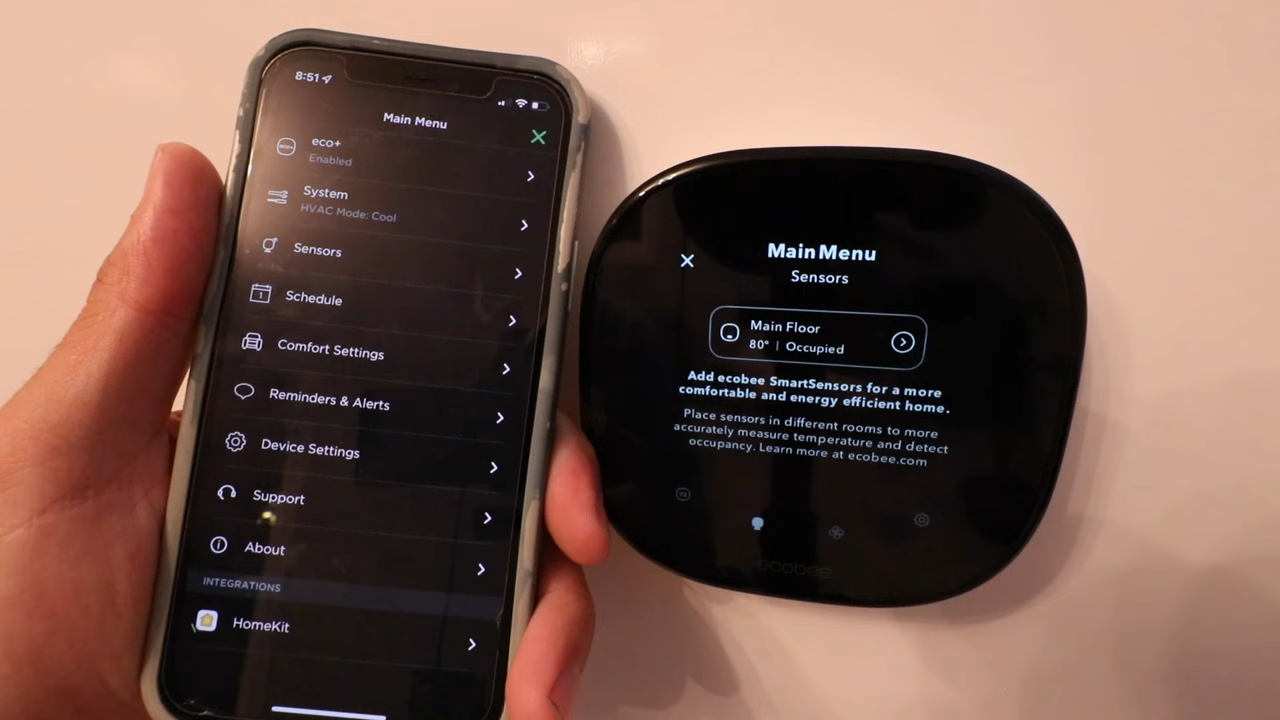 8:51
Main Menu
eco+
Enabled
System
HVAC Mode: Cool
Sensors
1
Schedule
Comfort Settings
Reminders & Alerts
Device Settings
Support
About
INTEGRATIONS
HomeKit
Main Menu
Sensors
Main Floor
80° | Occupied
Add ecobee SmartSensors for a more
comfortable and energy efficient home.
Place sensors in different rooms to more
accurately measure temperature and detect
occupancy. Learn more at ecobee.com
ecobee